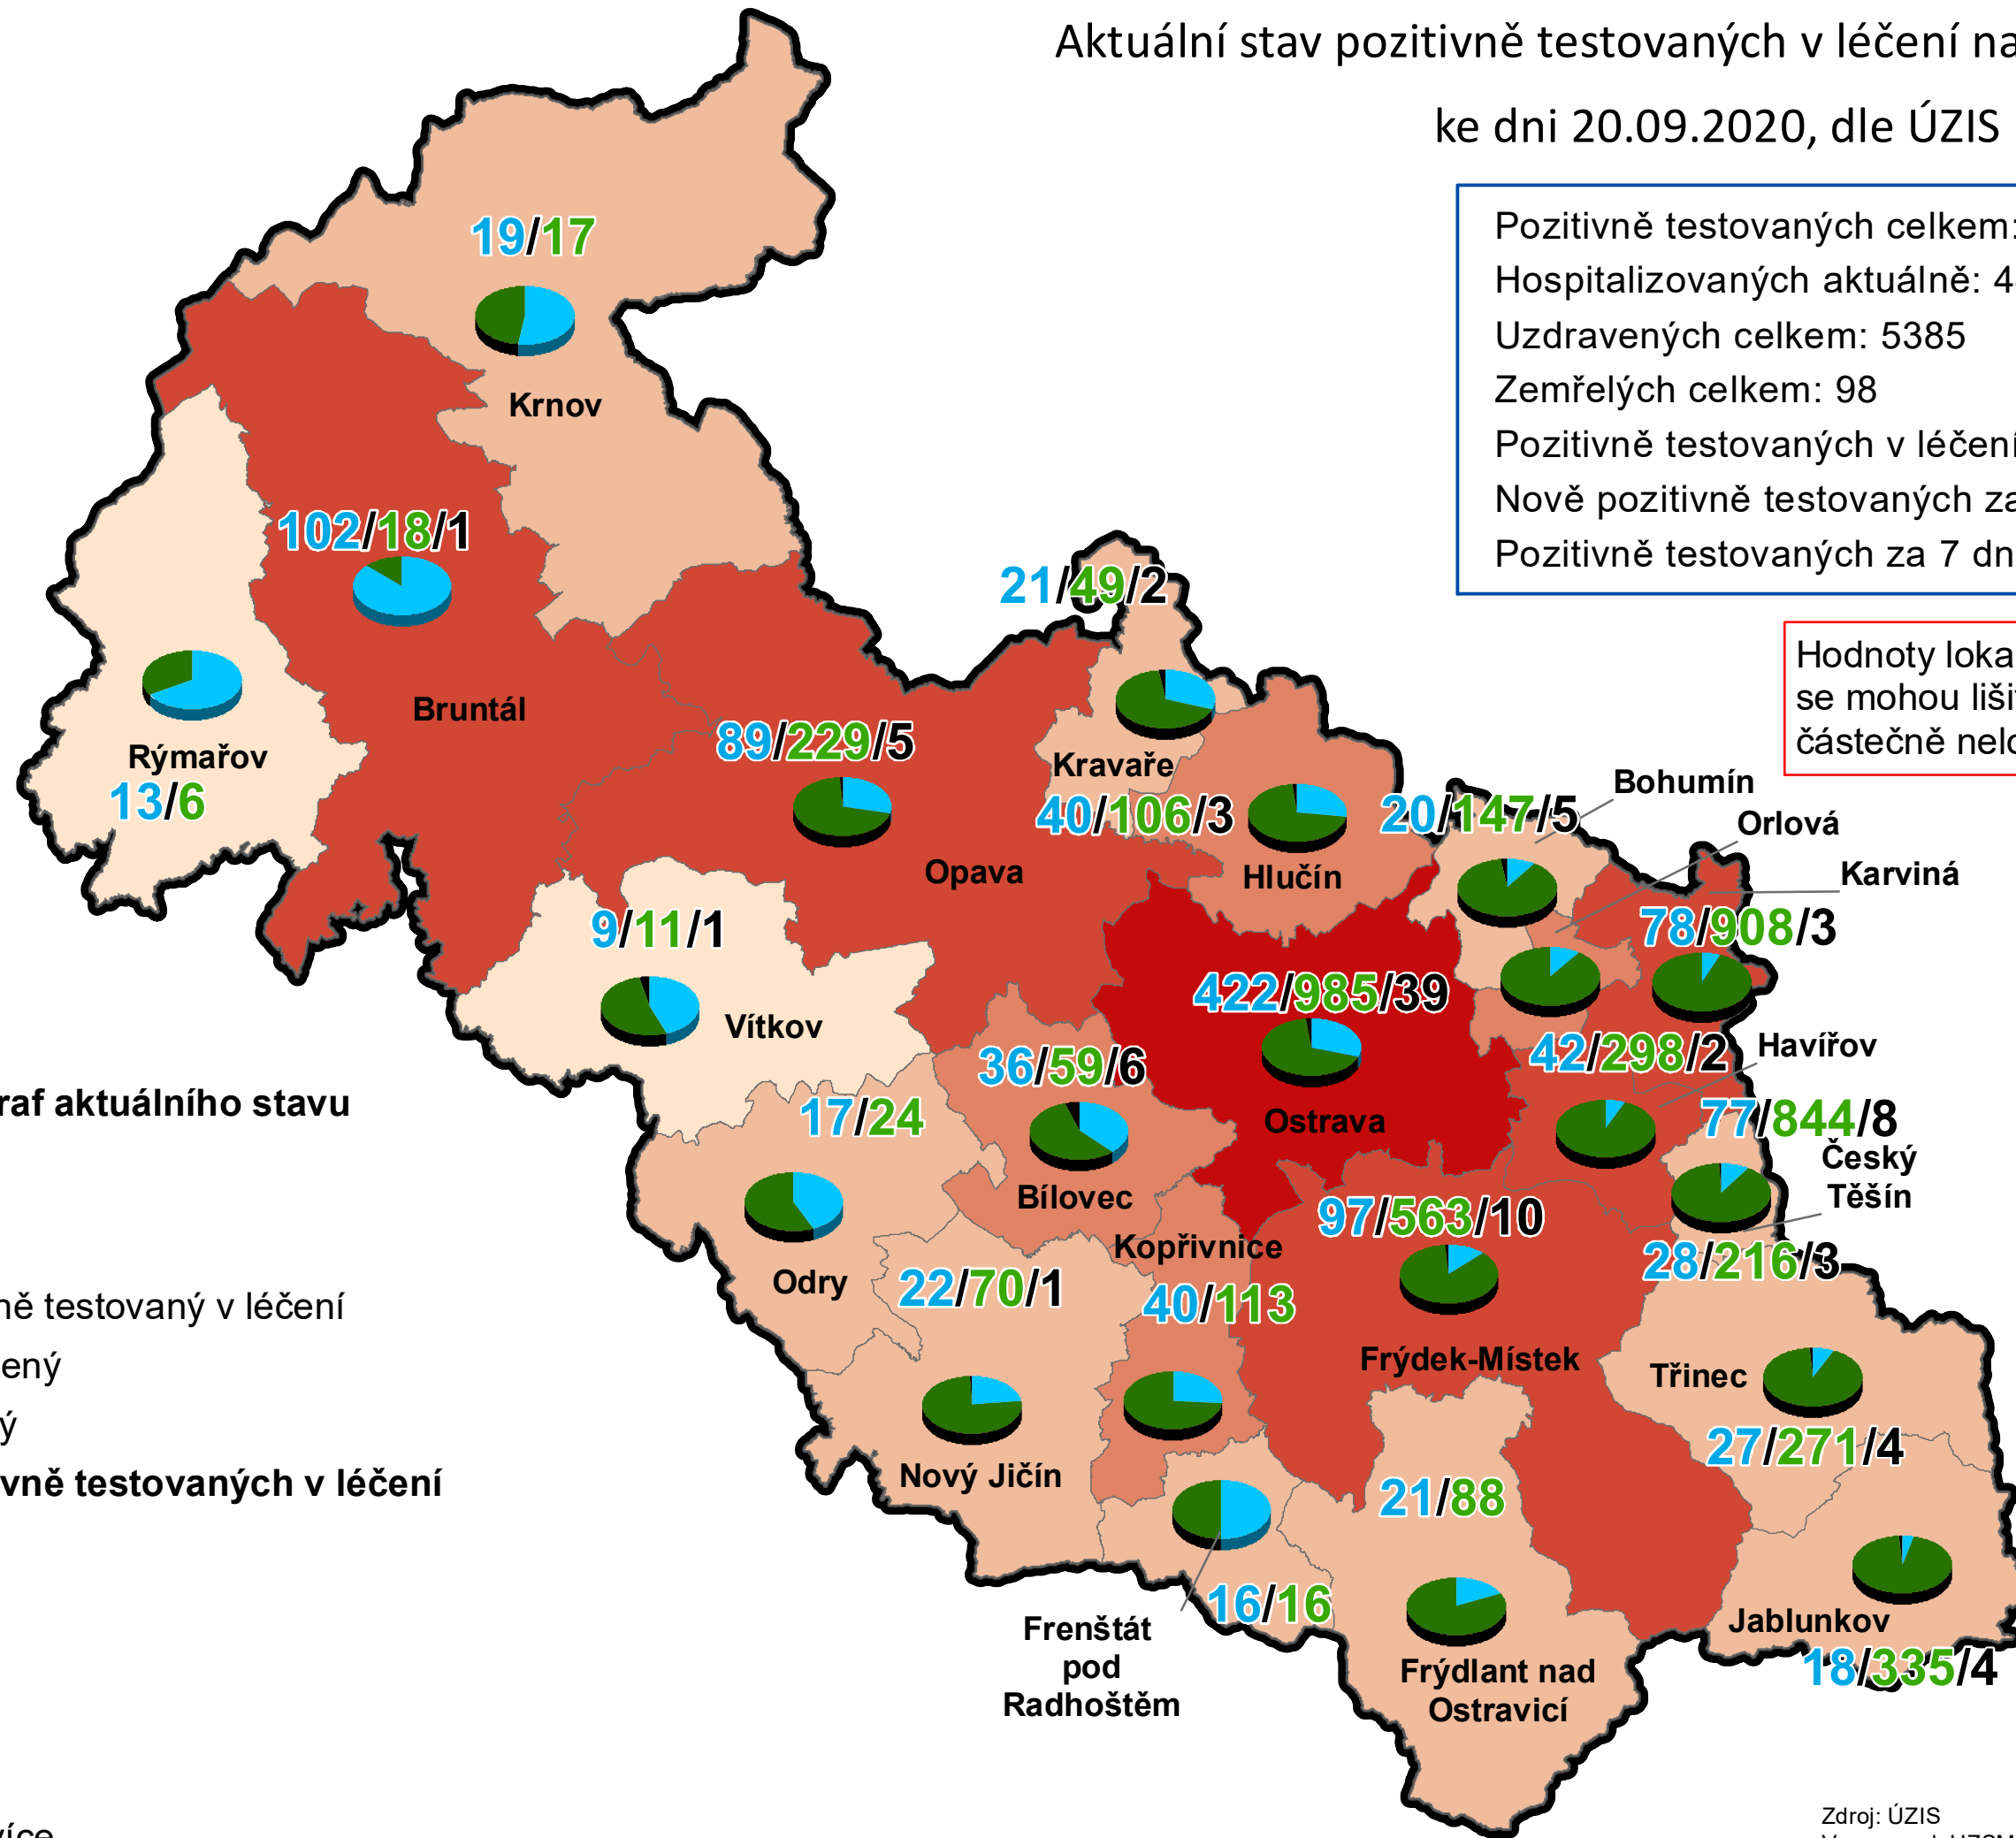 Aktuální stav pozitivně testovaných v léčení na
ke dni 20.09.2020, dle ÚZIS
Pozitivně testovaných celkem:
Hospitalizovaných aktuálně: 4
Uzdravených celkem: 5385
Zemřelých celkem: 98
Pozitivně testovaných v léčení
Nově pozitivně testovaných za
Pozitivně testovaných za 7 dn
Hodnoty loka
se mohou liši
částečně nelo
19/17
Krnov
102/18/1
Bruntál
Rýmařov
13/6
21/49/2
Kravaře
89/229/5
Opava
40/106/3
Hlučín
20/147/5
Bohumín
Orlová
Karviná
78/908/3
9/11/1
Vítkov
422/985/39
Ostrava
36/59/6
Bílovec
42/298/2
Havířov
77/844/8
Český
Těšín
28/216/3
17/24
Odry
22/70/1
Nový Jičín
Kopřivnice
40/113
97/563/10
Frýdek-Místek
Třinec
27/271/4
21/88
Frýdlant nad
Ostravicí
16/16
Frenštát
pod
Radhoštěm
Jablunkov
18/335/4
raf aktuálního stavu
ně testovaný v léčení
ený
ý
vně testovaných v léčení
více
Zdroj: ÚZIS